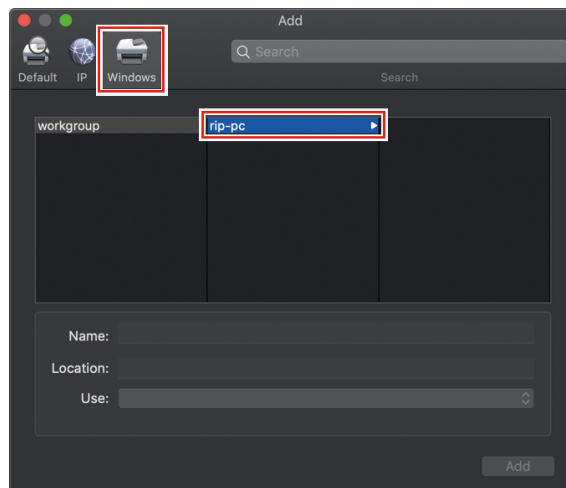 Add
Search
Default IP Windows Search
workgroup rip-pc
Name:
Location:
Use:
Add